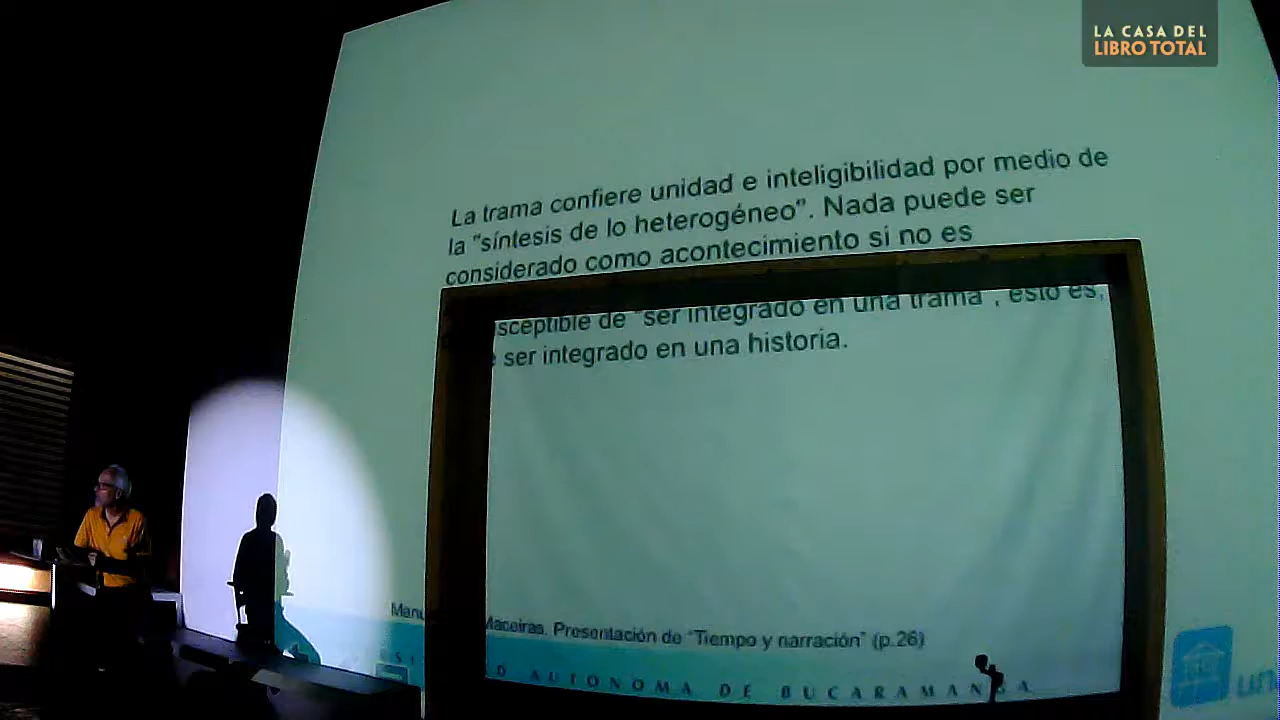 LA CASA DEL
LIBRO TOTAL
La trama confiere unidad e inteligibilidad por medio de
la "síntesis de lo heterogéneo". Nada puede ser
considerado como acontecimiento si no es
sceptible de "ser integrado en una trama", esto es,
ser integrado en una historia.
Manu Maceiras. Presentación de "Tiempo y narración" (p.26)
D AUTÓNOMA DE BUCARAMANGA
un